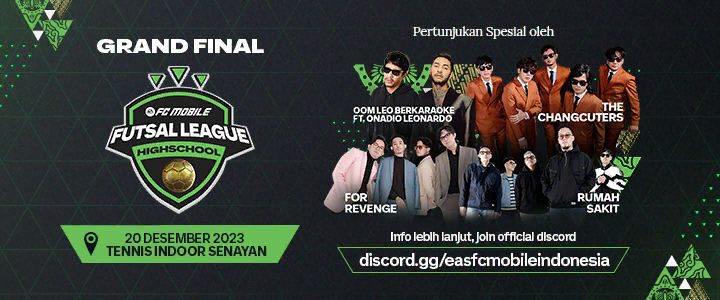 GRAND FINAL
FC MOBILE
FUTSAL LEAGUE
HIGHSCHOOL
20 DESEMBER 2023
TENNIS INDOOR SENAYAN
Pertunjukan Spesial oleh
OOM LEO BERKARAOKE
FT. ONADIO LEONARDO
THE
CHANGCUTERS
FOR
REVENGE
RUMAH
SAKIT
Info lebih lanjut, join official discord
discord.gg/easfcmobileindonesia